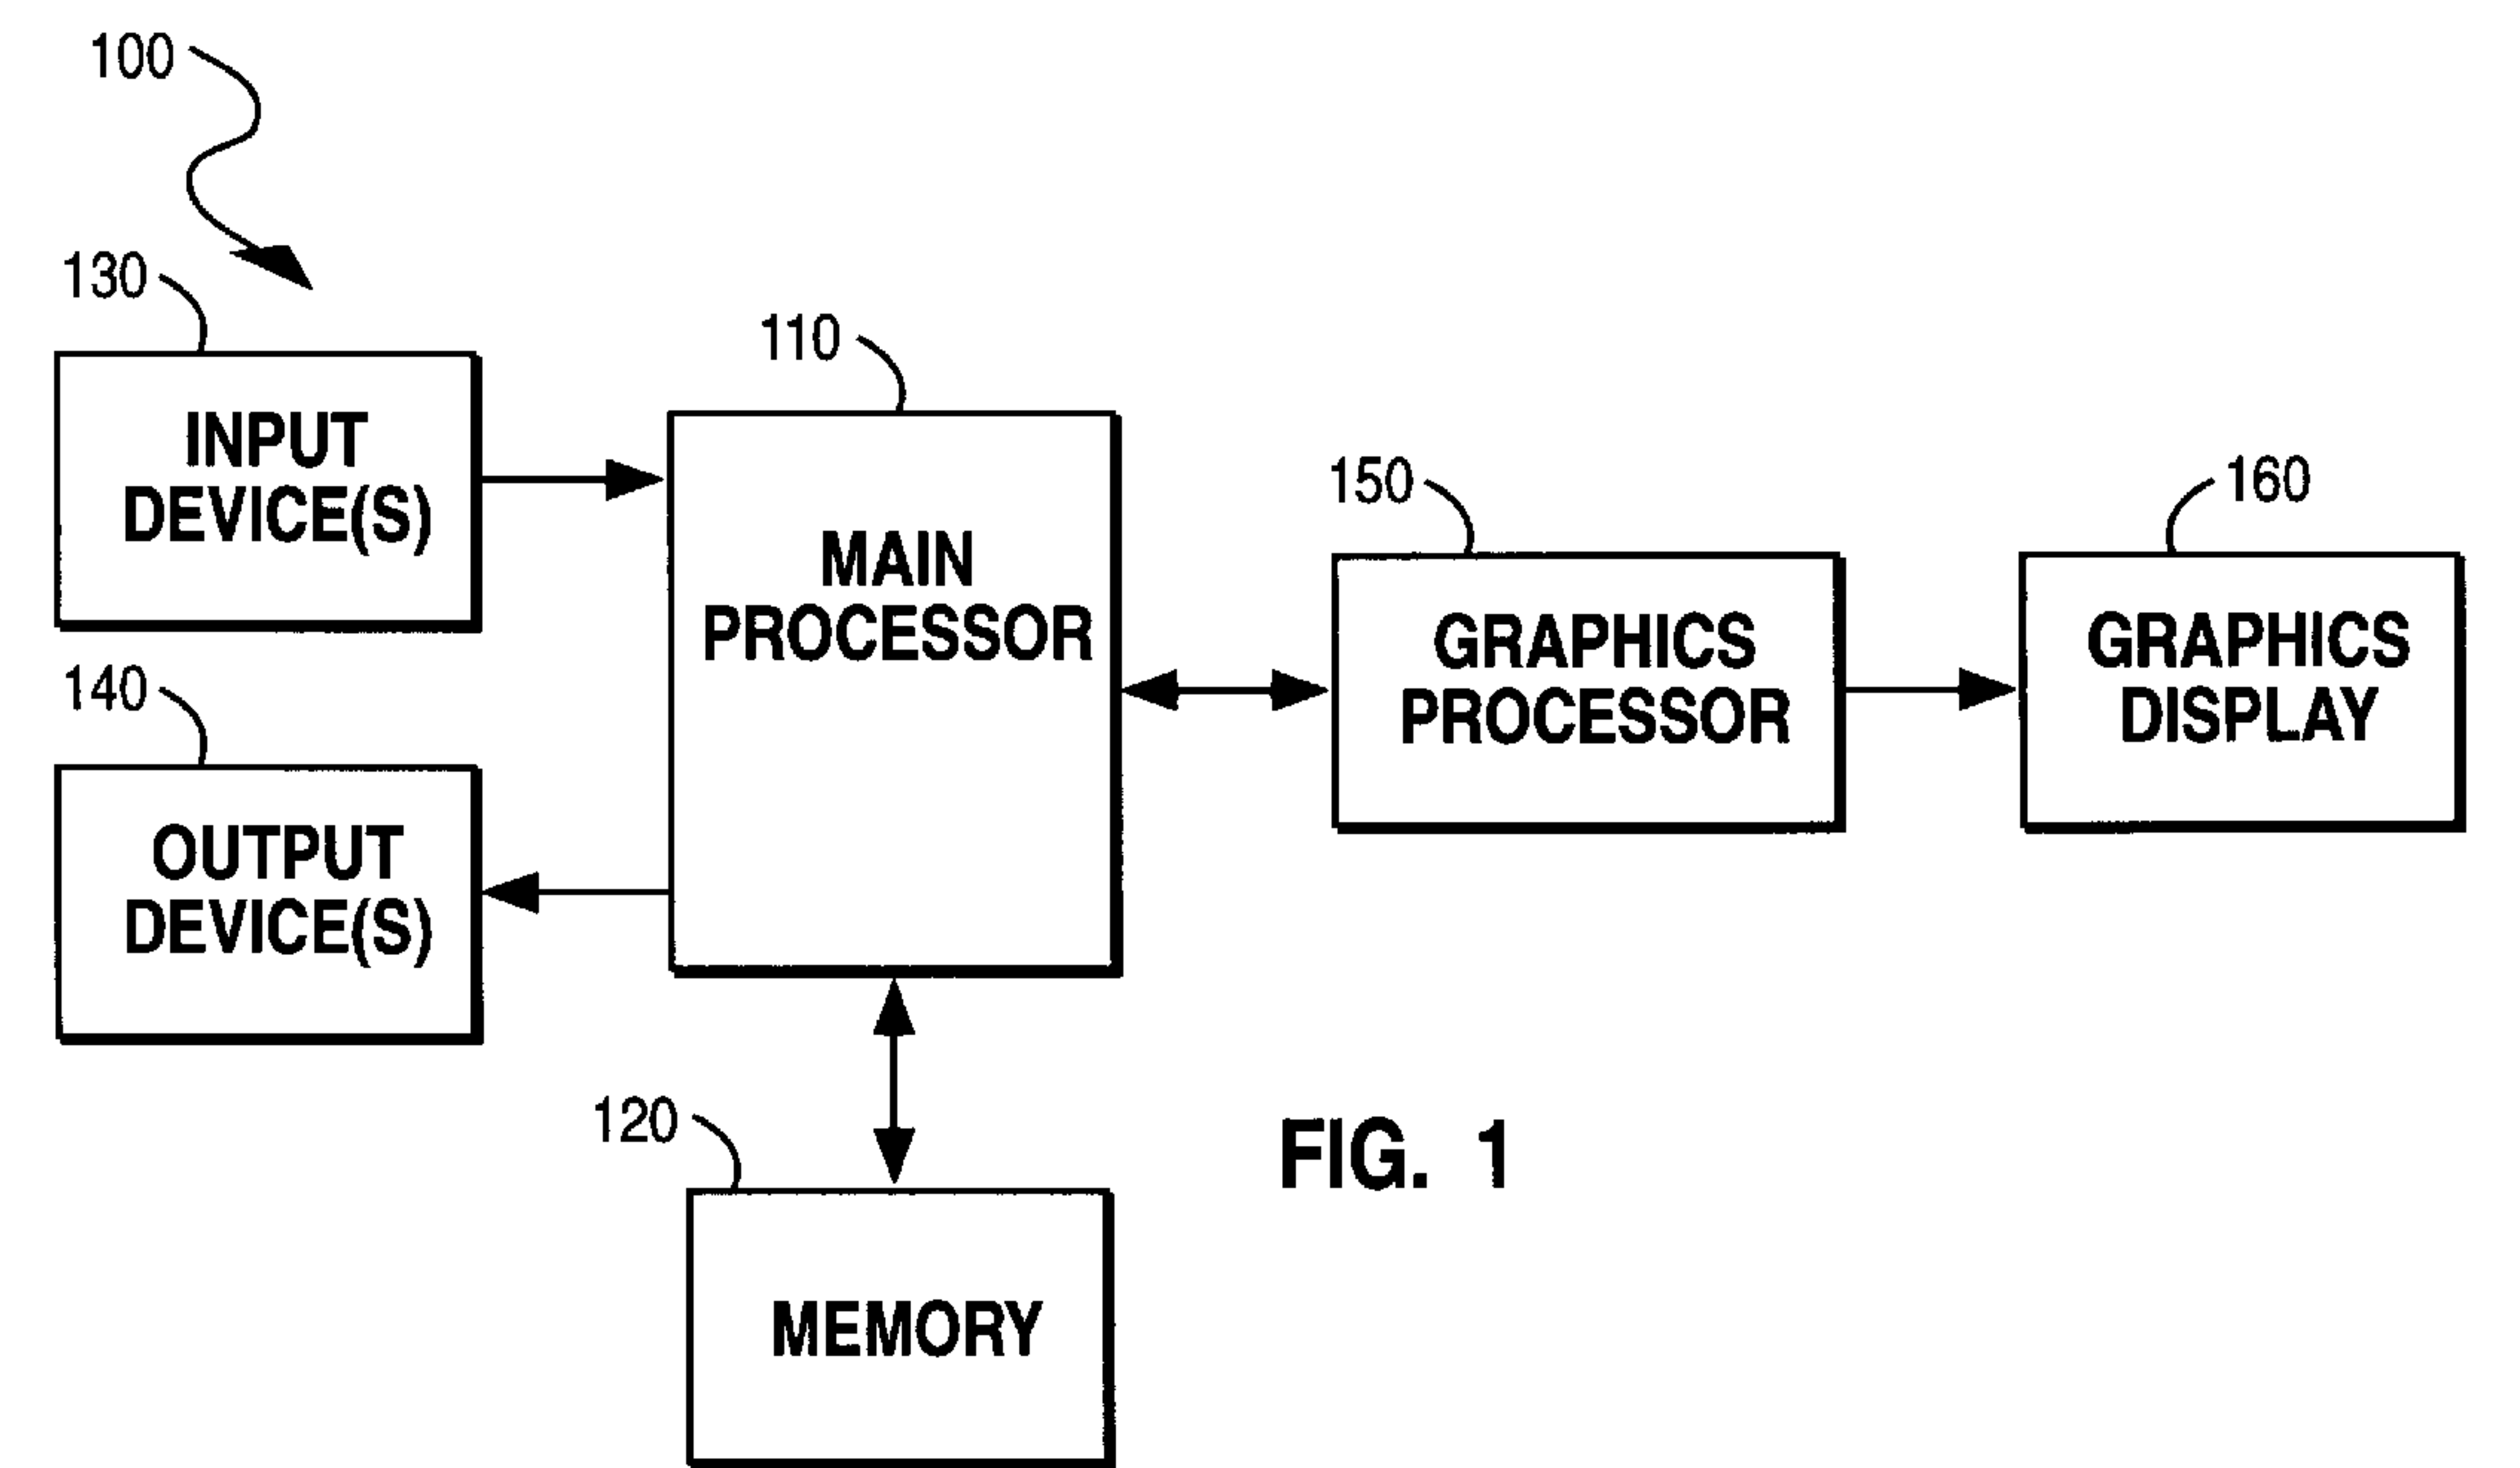 100
130
INPUT
DEVICE(S)
110
MAIN
PROCESSOR
150
GRAPHICS
PROCESSOR
160
GRAPHICS
DISPLAY
140
OUTPUT
DEVICE(S)
120
MEMORY
FIG. 1